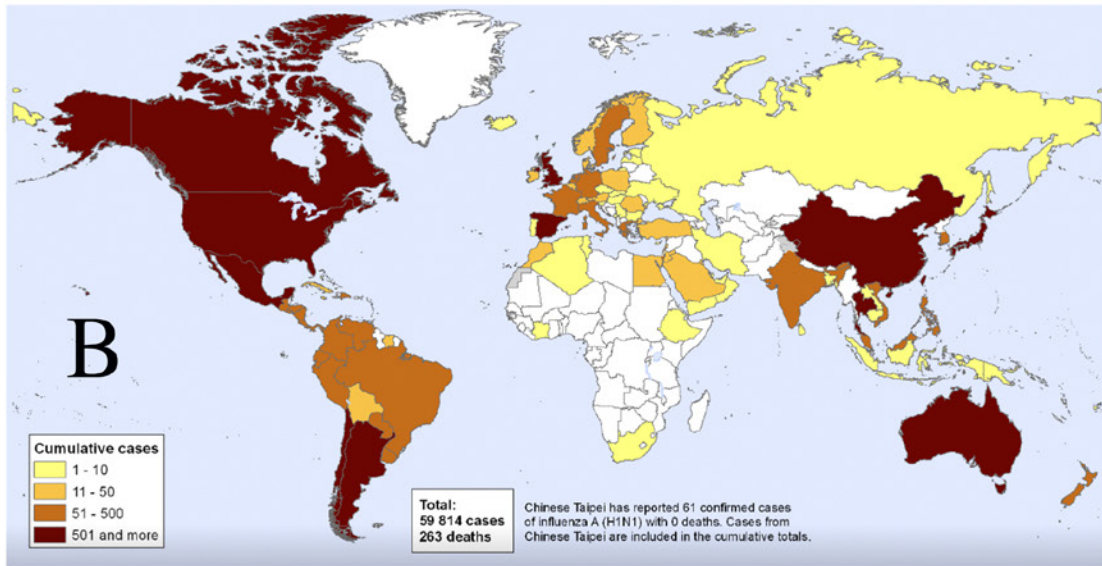 B
Cumulative cases
1 - 10
11 - 50
51 - 500
501 and more
Total:
59 814 cases
263 deaths
Chinese Taipei has reported 61 confirmed cases
of influenza A (H1N1) with 0 deaths. Cases from
Chinese Taipei are included in the cumulative totals.